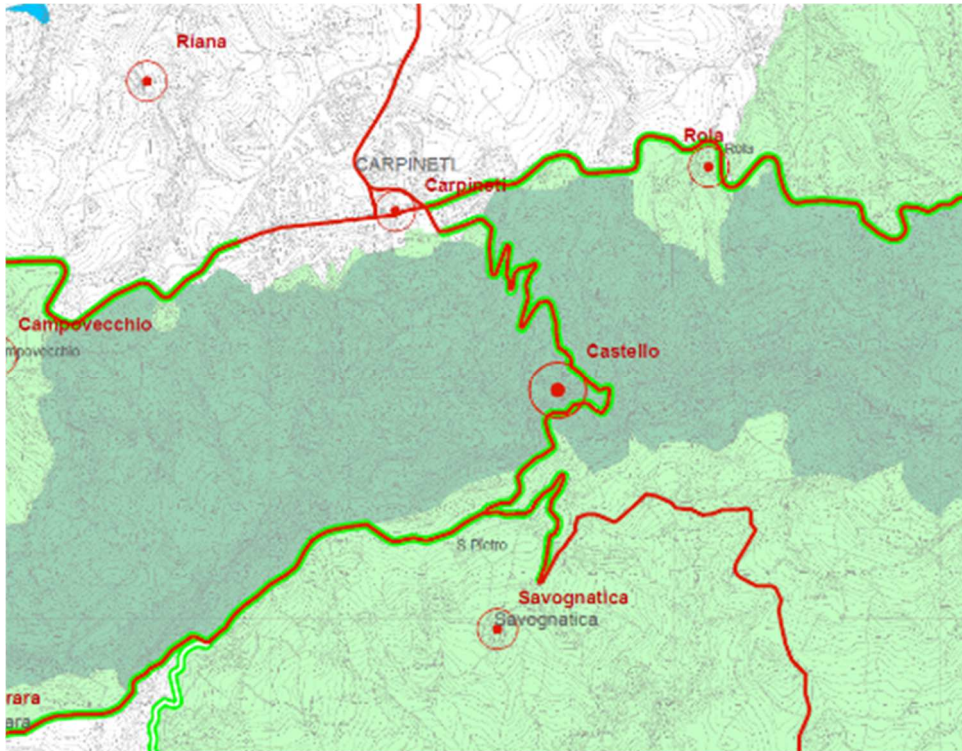 Riana
Rola
Rola
CARPINETI
Carpineti
Campovecchio
mpovecchio
Castello
S.Pietro
Savognatica
Savognatica
rara
ara